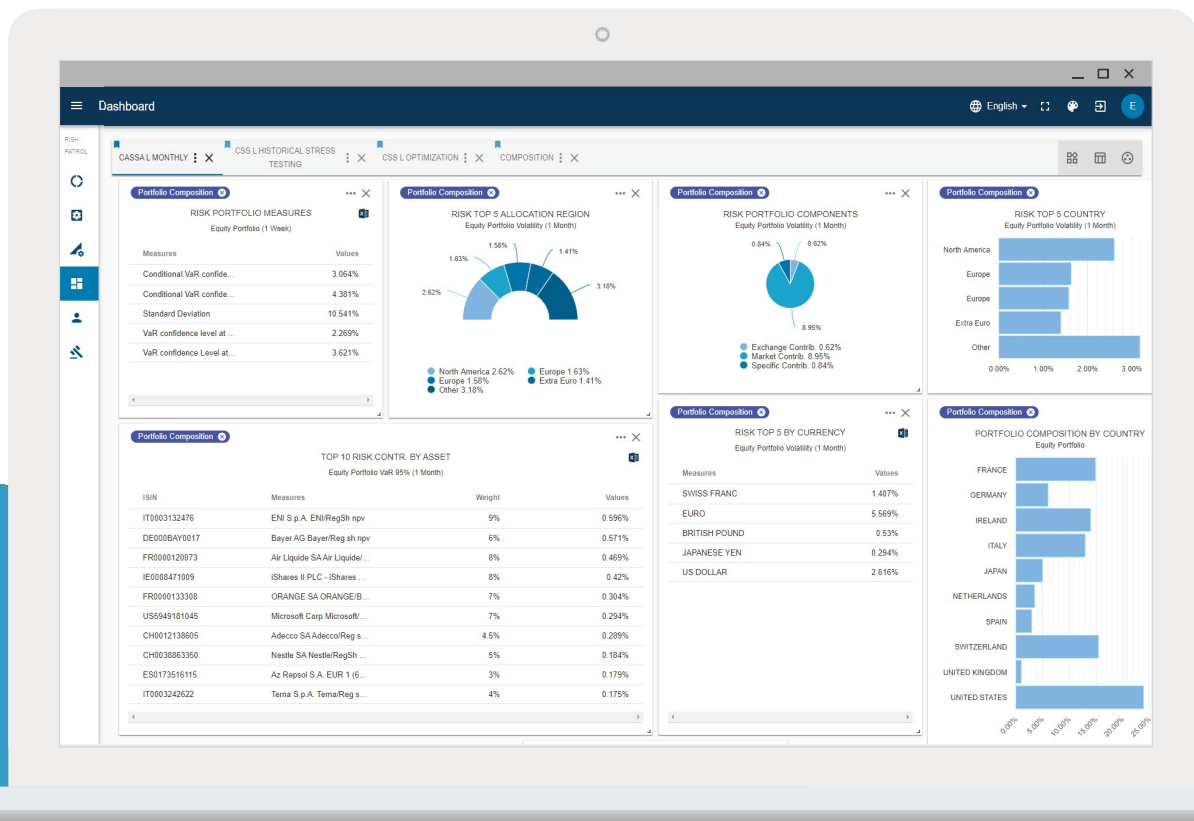 Dashboard
English
E
RISK
PATROL
CASSA L MONTHLY
CSS L HISTORICAL STRESS
TESTING
CSS L OPTIMIZATION
COMPOSITION
Portfolio Composition
RISK PORTFOLIO MEASURES
Equity Portfolio (1 Week)
Measures Values
Conditional VaR confide... 3.064%
Conditional VaR confide... 4.381%
Standard Deviation 10.541%
VaR confidence level at ... 2.269%
VaR confidence Level at... 3.621%
Portfolio Composition
RISK TOP 5 ALLOCATION REGION
Equity Portfolio Volatility (1 Month)
1.58%
1.41%
1.63%
3.18%
2.62%
North America 2.62% Europe 1.63%
Europe 1.58% Extra Euro 1.41%
Other 3.18%
Portfolio Composition
RISK PORTFOLIO COMPONENTS
Equity Portfolio Volatility (1 Month)
0.84% 0.62%
8.95%
Exchange Contrib. 0.62%
Market Contrib. 8.95%
Specific Contrib. 0.84%
Portfolio Composition
RISK TOP 5 COUNTRY
Equity Portfolio Volatility (1 Month)
North America
Europe
Europe
Extra Euro
Other
0.00% 1.00% 2.00% 3.00%
Portfolio Composition
TOP 10 RISK CONTR. BY ASSET
Equity Portfolio VaR 95% (1 Month)
ISIN Measures Weight Values
IT0003132476 ENI S.p.A. ENI/RegSh npv 9% 0.596%
DE000BAY0017 Bayer AG Bayer/Reg sh npv 6% 0.571%
FR0000120073 Air Liquide SA Air Liquide/... 8% 0.469%
IE0008471009 iShares II PLC - iShares ... 8% 0.42%
FR0000133308 ORANGE SA ORANGE/B... 7% 0.304%
US5949181045 Microsoft Corp Microsoft/... 7% 0.294%
CH0012138605 Adecco SA Adecco/Reg s... 4.5% 0.289%
CH0038863350 Nestle SA Nestle/RegSh ... 5% 0.184%
ES0173516115 Az Repsol S.A. EUR 1 (6... 3% 0.179%
IT0003242622 Terna S.p.A. Terna/Reg s... 4% 0.175%
Portfolio Composition
RISK TOP 5 BY CURRENCY
Equity Portfolio Volatility (1 Month)
Measures Values
SWISS FRANC 1.407%
EURO 5.569%
BRITISH POUND 0.53%
JAPANESE YEN 0.294%
US DOLLAR 2.616%
Portfolio Composition
PORTFOLIO COMPOSITION BY COUNTRY
Equity Portfolio
FRANCE
GERMANY
IRELAND
ITALY
JAPAN
NETHERLANDS
SPAIN
SWITZERLAND
UNITED KINGDOM
UNITED STATES
0.00% 5.00% 10.00% 15.00% 20.00% 25.00%